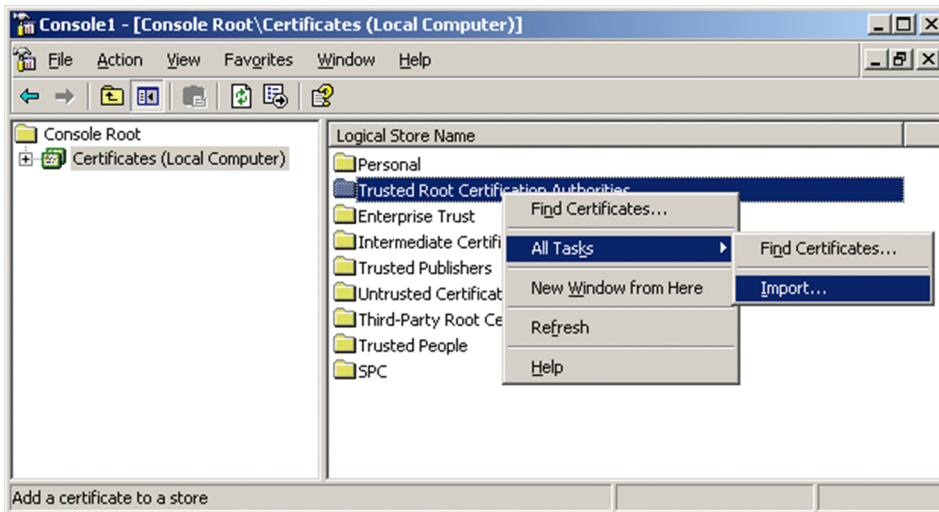 Console1 - [Console Root\Certificates (Local Computer)]
File Action View Favorites Window Help
Console Root
Certificates (Local Computer)
Logical Store Name
Personal
Trusted Root Certification Authorities
Enterprise Trust
Intermediate Certifi
Trusted Publishers
Untrusted Certificat
Third-Party Root Ce
Trusted People
SPC
Find Certificates...
All Tasks
New Window from Here
Refresh
Help
Find Certificates...
Import...
Add a certificate to a store